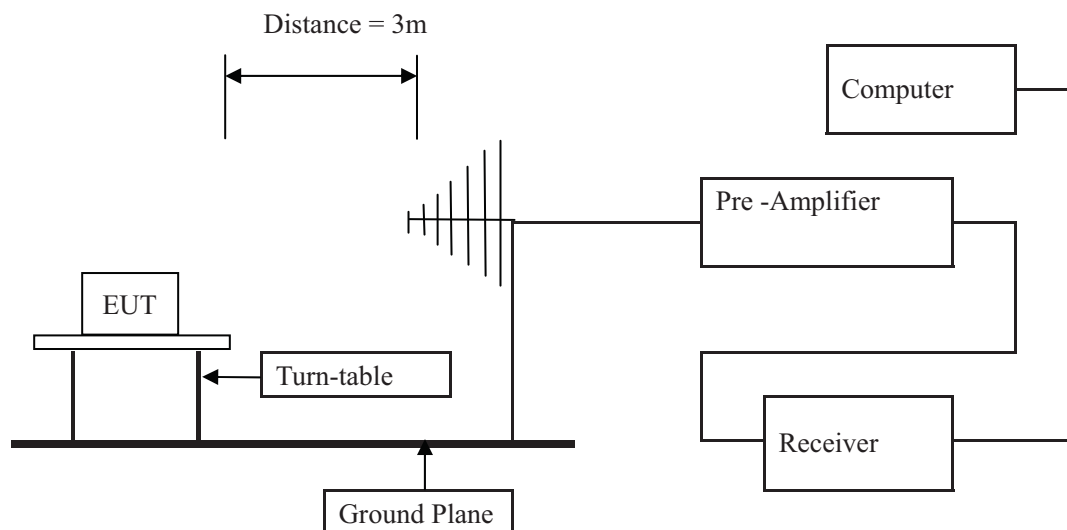 Distance = 3m
Computer
Pre -Amplifier
EUT
Turn-table
Receiver
Ground Plane